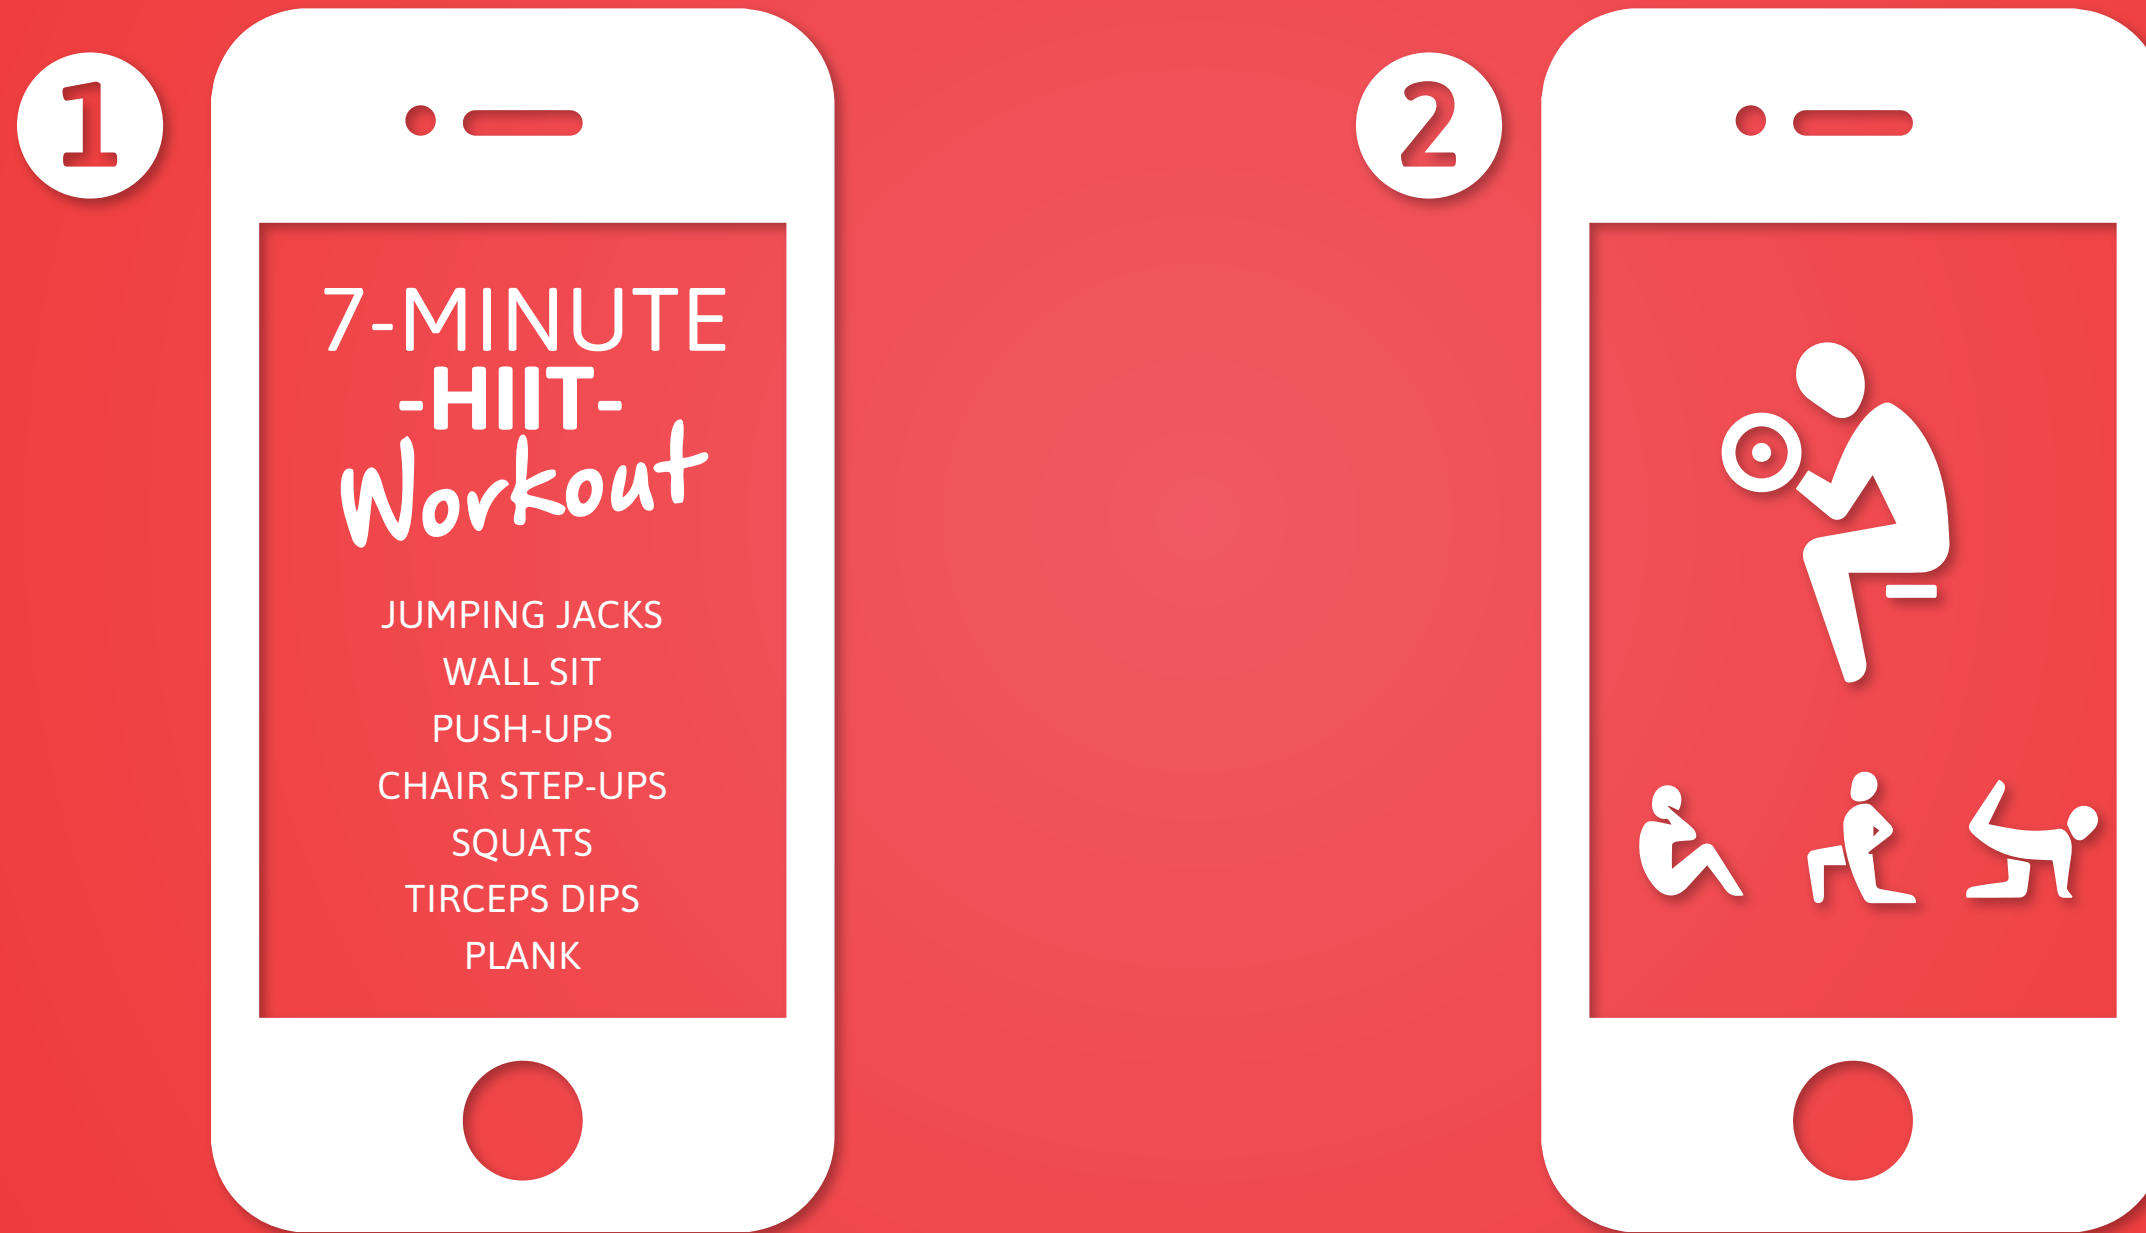 1
7-MINUTE
-HIIT-
Workout
JUMPING JACKS
WALL SIT
PUSH-UPS
CHAIR STEP-UPS
SQUATS
TIRCEPS DIPS
PLANK
2